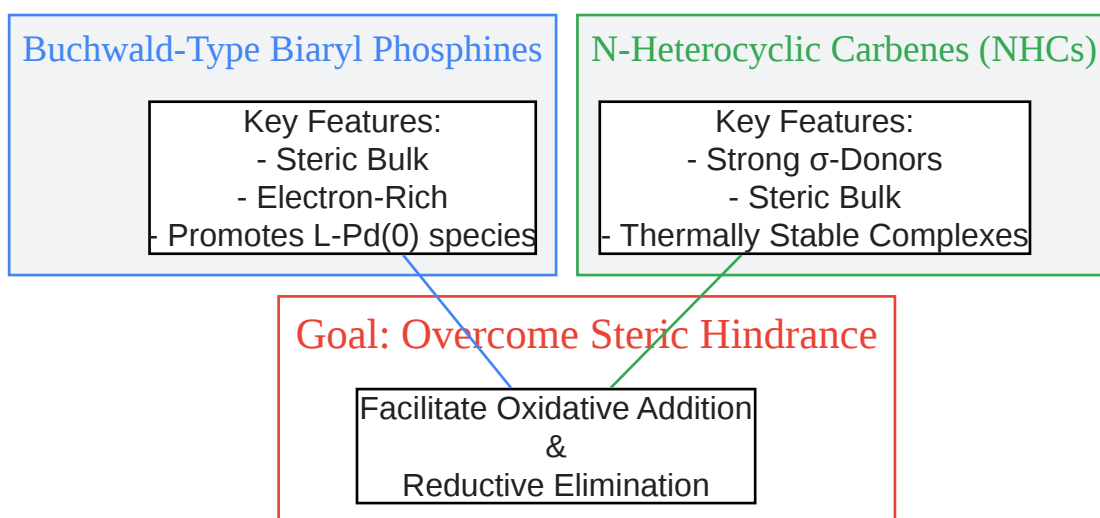 Buchwald-Type Biaryl Phosphines
Key Features:
- Steric Bulk
- Electron-Rich
- Promotes L-Pd(0) species
N-Heterocyclic Carbenes (NHCs)
Key Features:
- Strong σ-Donors
- Steric Bulk
- Thermally Stable Complexes
Goal: Overcome Steric Hindrance
Facilitate Oxidative Addition
&
Reductive Elimination